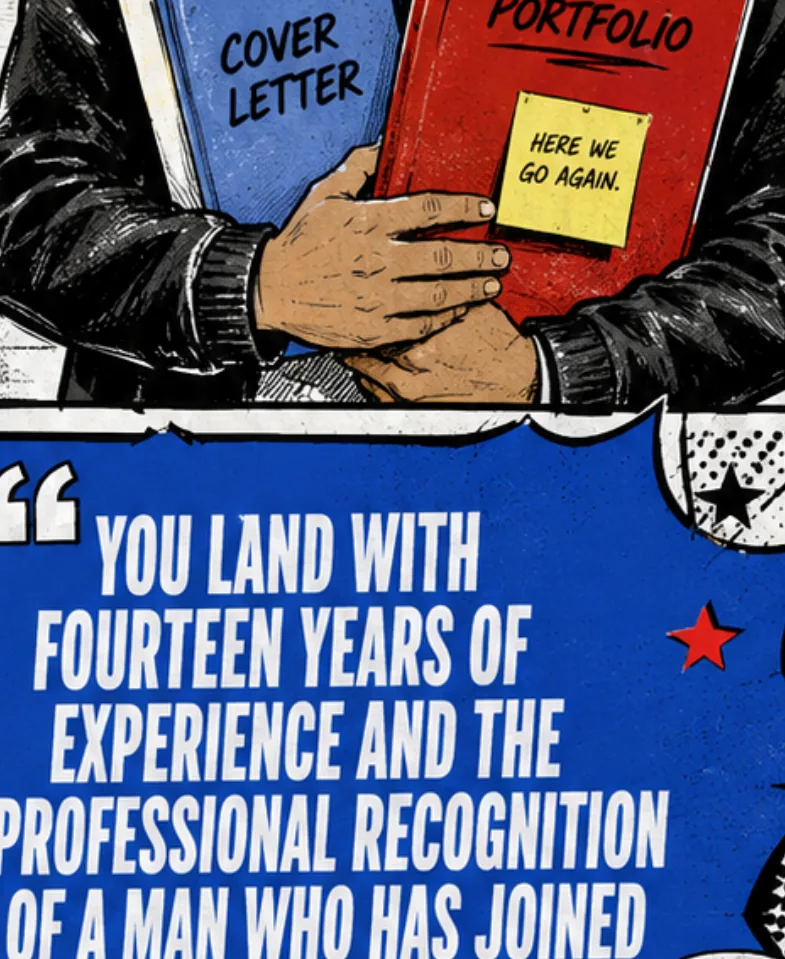 COVER
LETTER
PORTFOLIO
HERE WE
GO AGAIN.
“ YOU LAND WITH
FOURTEEN YEARS OF
EXPERIENCE AND THE
PROFESSIONAL RECOGNITION
OF A MAN WHO HAS JOINED